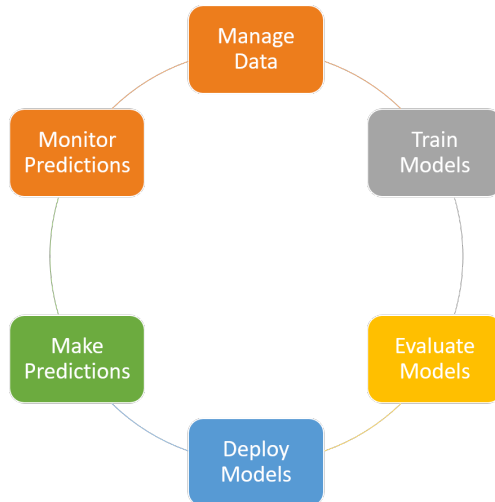 Manage
Data
Train
Models
Evaluate
Models
Deploy
Models
Make
Predictions
Monitor
Predictions